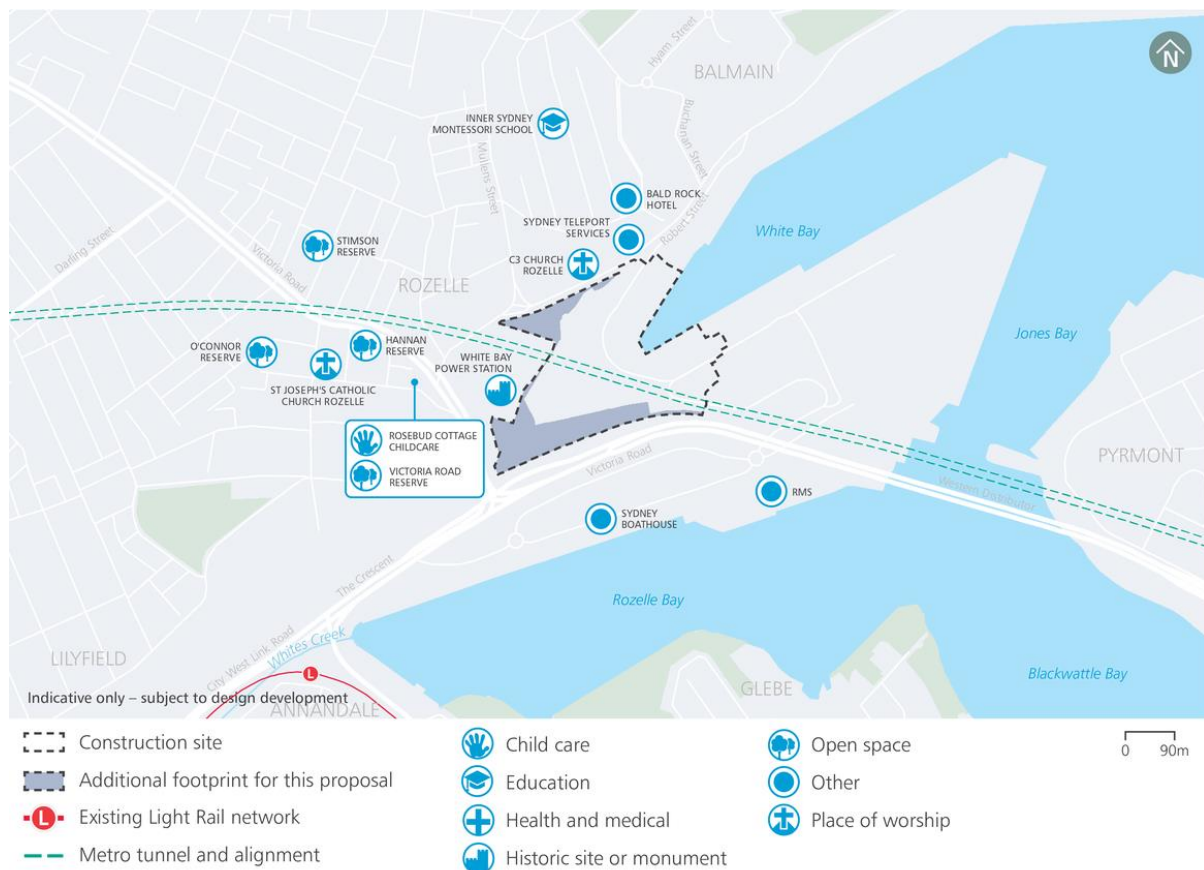 Hyam Street
BALMAIN
N
INNER SYDNEY
MONTESSORI SCHOOL
Mullens Street
Buchanan Street
BALD ROCK
HOTEL
SYDNEY TELEPORT
SERVICES
Robert Street
White Bay
STIMSON
RESERVE
Darling Street
Victoria Road
C3 CHURCH
ROZELLE
ROZELLE
Jones Bay
O'CONNOR
RESERVE
HANNAN
RESERVE
WHITE BAY
POWER STATION
ST JOSEPH'S CATHOLIC
CHURCH ROZELLE
ROSEBUD COTTAGE
CHILDCARE
VICTORIA ROAD
RESERVE
Victoria Road
PYRMONT
Western Distributor
RMS
SYDNEY
BOATHOUSE
The Crescent
Rozelle Bay
City West Link Road
Whites Creek
LILYFIELD
L
Blackwattle Bay
GLEBE
Indicative only – subject to design development
ANNANDALE
Construction site
Additional footprint for this proposal
L
Existing Light Rail network
Metro tunnel and alignment
Child care
Education
Health and medical
Historic site or monument
Open space
Other
Place of worship
0 90m